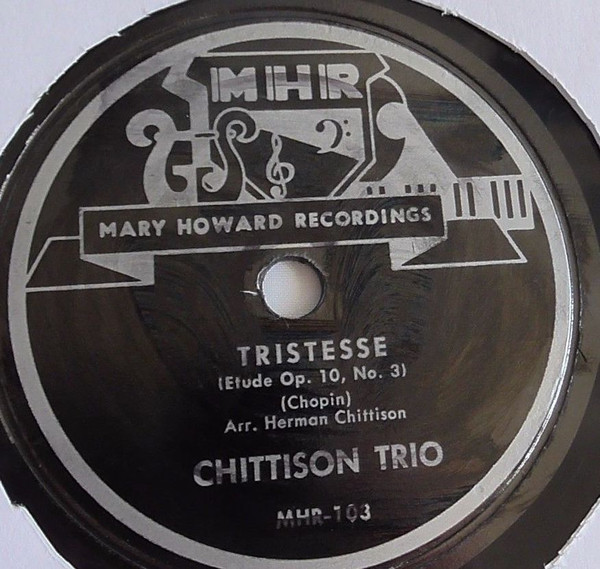 MHR
MARY HOWARD RECORDINGS
TRISTESSE
(Etude Op. 10, No. 3)
(Chopin)
Arr. Herman Chittison
CHITTISON TRIO
MHR-103